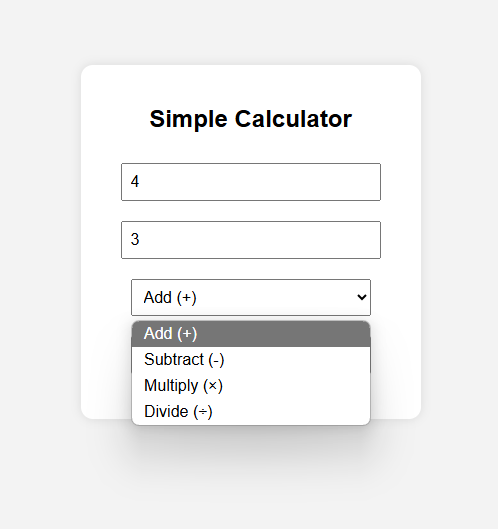 Simple Calculator
4
3
Add (+)
Add (+)
Subtract (-)
Multiply (×)
Divide (÷)